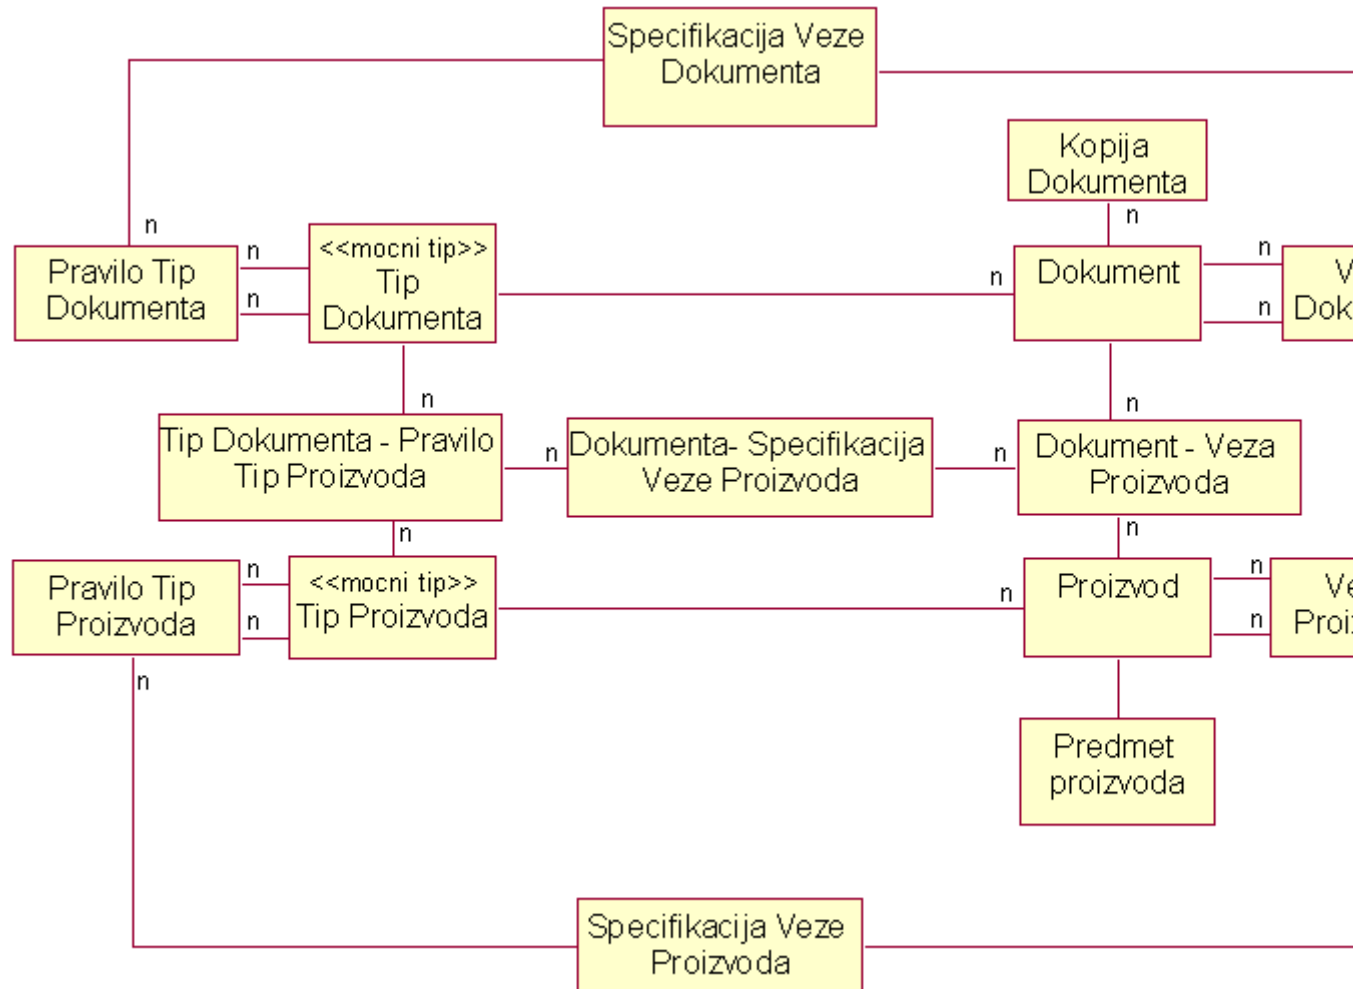 Specifikacija Veze
Dokumenta
Kopija
Dokumenta
n
n
Pravilo Tip
Dokumenta
n
n
<<mocni tip>>
Tip
Dokumenta
n
Dokument
n
n
n
n
Tip Dokumenta - Pravilo
Tip Proizvoda
n
Dokumenta- Specifikacija
Veze Proizvoda
n
Dokument - Veza
Proizvoda
n
n
Pravilo Tip
Proizvoda
n
n
<<mocni tip>>
Tip Proizvoda
n
Proizvod
n
n
n
Predmet
proizvoda
Specifikacija Veze
Proizvoda